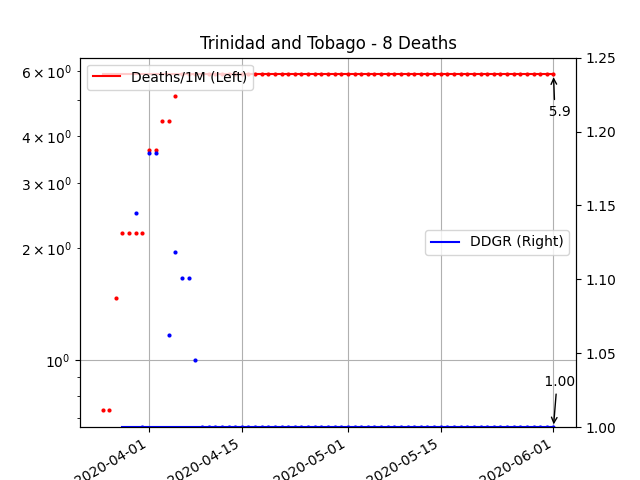 Trinidad and Tobago - 8 Deaths
Deaths/1M (Left)
DDGR (Right)
5.9
1.00
6 × 10⁰
4 × 10⁰
3 × 10⁰
2 × 10⁰
10⁰
1.25
1.20
1.15
1.10
1.05
1.00
2020-04-01
2020-04-15
2020-05-01
2020-05-15
2020-06-01